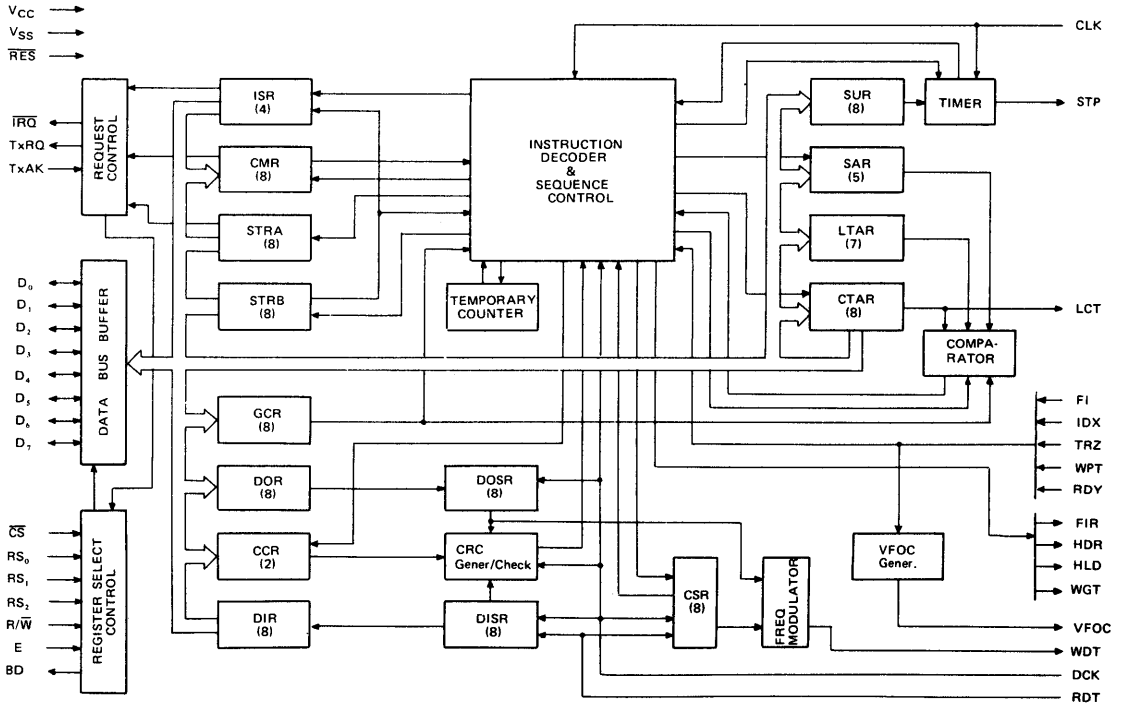 VCC
VSS
RES
IRQ
TxRQ
TxAK
REQUEST
CONTROL
D0
D1
D2
D3
D4
D5
D6
D7
DATA BUS BUFFER
CS
RS0
RS1
RS2
R/W
E
BD
REGISTER SELECT
CONTROL
ISR
(4)
CMR
(8)
STRA
(8)
STRB
(8)
GCR
(8)
DOR
(8)
CCR
(2)
DIR
(8)
INSTRUCTION
DECODER
&
SEQUENCE
CONTROL
TEMPORARY
COUNTER
DOSR
(8)
CRC
Gener/Check
DISR
(8)
CSR
(8)
FREQ
MODULATOR
SUR
(8)
SAR
(5)
LTAR
(7)
CTAR
(8)
TIMER
COMPA-
RATOR
VFOC
Gener.
CLK
STP
LCT
FI
IDX
TRZ
WPT
RDY
FIR
HDR
HLD
WGT
VFOC
WDT
DCK
RDT